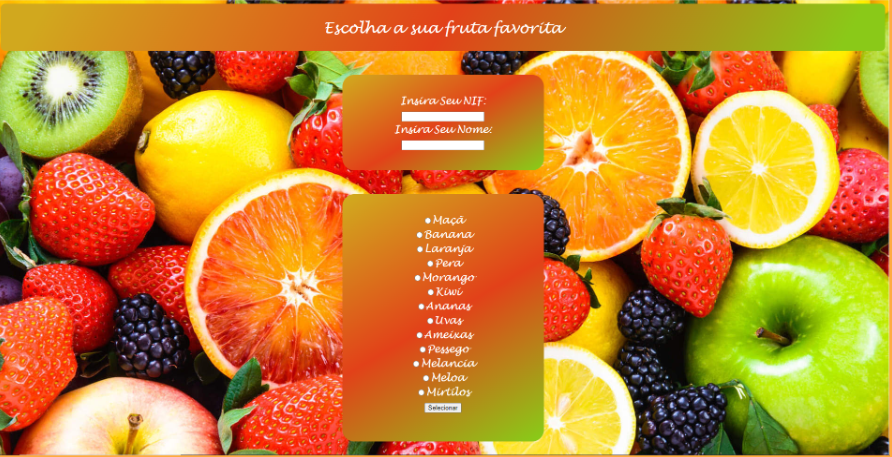 Escolha a sua fruta favorita
Insira Seu NIF:
Insira Seu Nome:
Maçã
Banana
Laranja
Pera
Morango
Kiwi
Ananas
Uvas
Ameixas
Pessego
Melancia
Meloa
Mirtilos
Selecionar